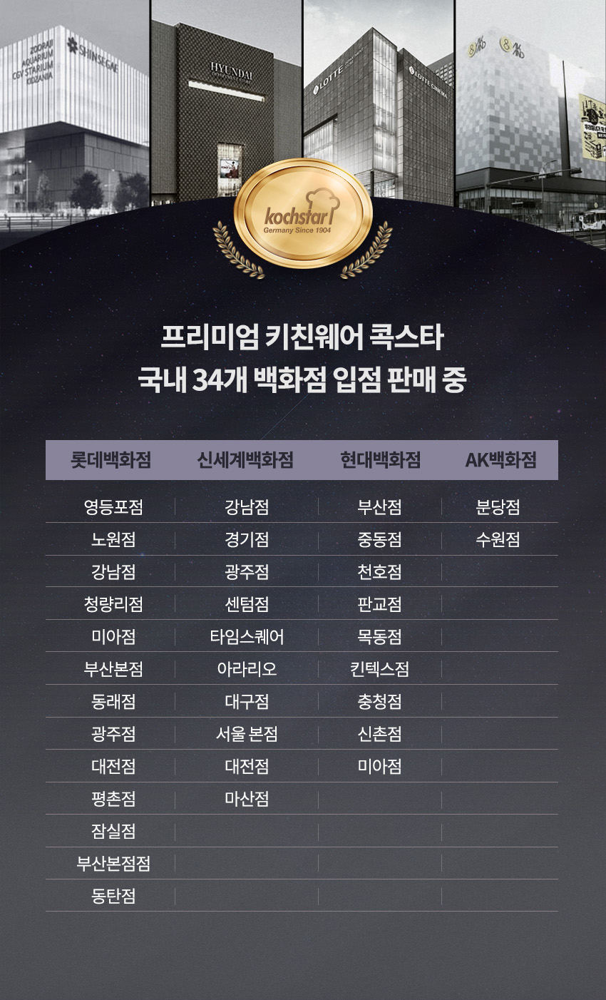 ZOORAJI
AQUARIUM
CGV STARIUM
KIDZANIA
SHINSEGAE
HYUNDAI
DEPARTMENT STORE
LOTTE DEPARTMENT STORE
LOTTE CINEMA
AK &
AK &
kochstar
Germany Since 1904
프리미엄 키친웨어 콕스타
국내 34개 백화점 입점 판매 중
롯데백화점 신세계백화점 현대백화점 AK백화점
영등포점 강남점 부산점 분당점
노원점 경기점 중동점 수원점
강남점 광주점 천호점
청량리점 센텀점 판교점
미아점 타임스퀘어 목동점
부산본점 아라리오 킨텍스점
동래점 대구점 충청점
광주점 서울 본점 신촌점
대전점 대전점 미아점
평촌점 마산점
잠실점
부산본점점
동탄점